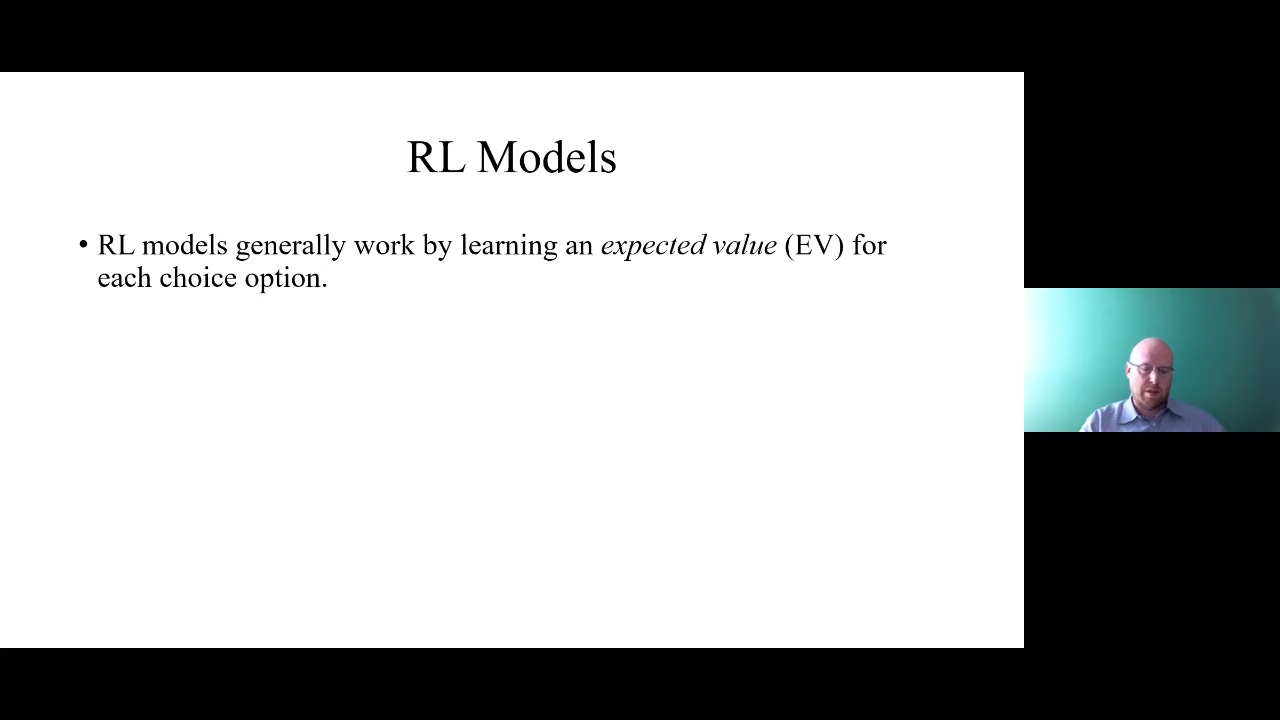 RL Models
• RL models generally work by learning an expected value (EV) for
each choice option.